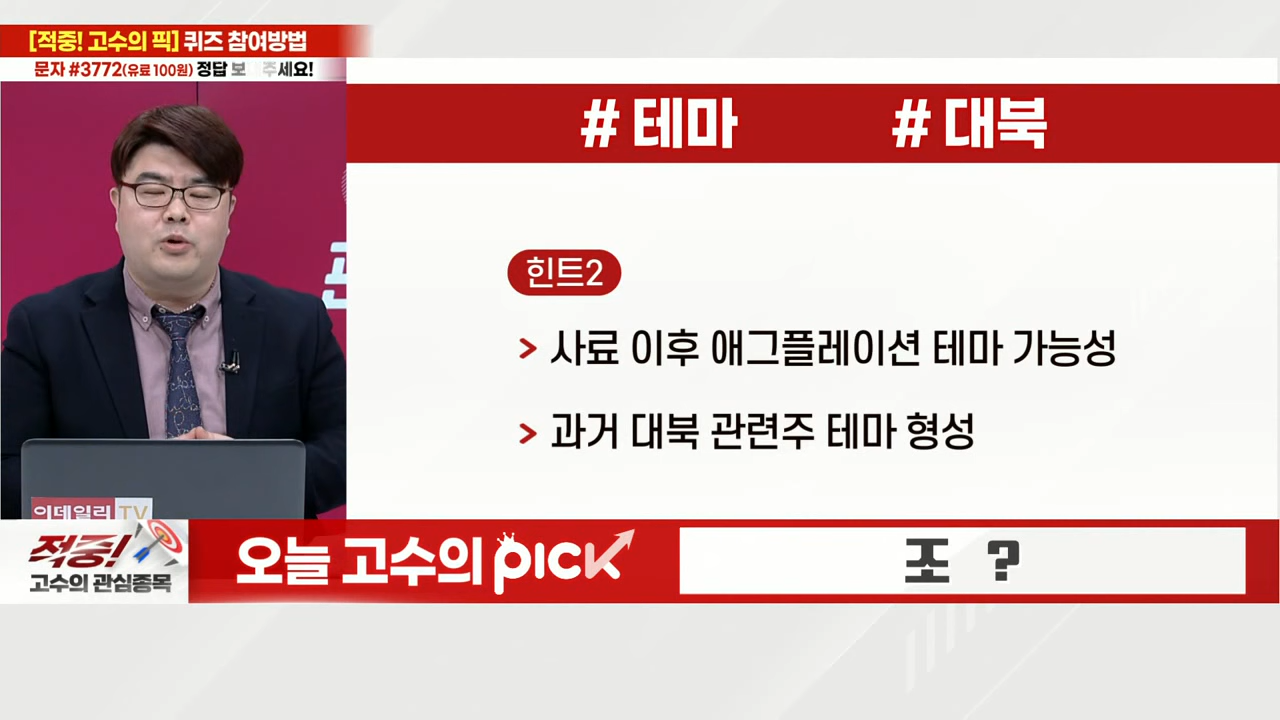 [적중! 고수의 픽] 퀴즈 참여방법
문자 #3772(유료 100원) 정답 보 주세요!
# 테마 # 대북
힌트2
> 사료 이후 애그플레이션 테마 가능성
> 과거 대북 관련주 테마 형성
이데일리 TV
적중!
고수의 관심종목
오늘 고수의 PICK
조 ?